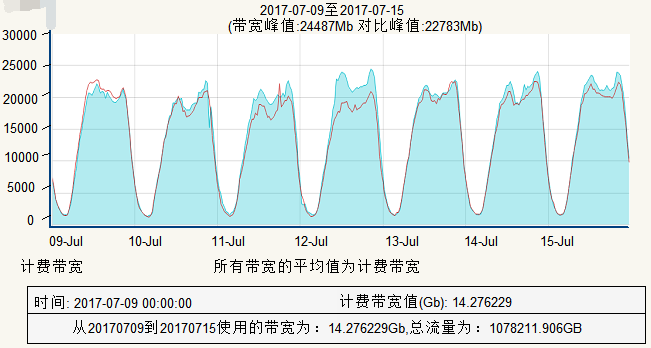 2017-07-09至2017-07-15
(带宽峰值:24487Mb 对比峰值:22783Mb)
30000
25000
20000
15000
10000
5000
0
09-Jul 10-Jul 11-Jul 12-Jul 13-Jul 14-Jul 15-Jul
计费带宽 所有带宽的平均值为计费带宽
时间: 2017-07-09 00:00:00 计费带宽值(Gb): 14.276229
从20170709到20170715使用的带宽为：14.276229Gb,总流量为：1078211.906GB